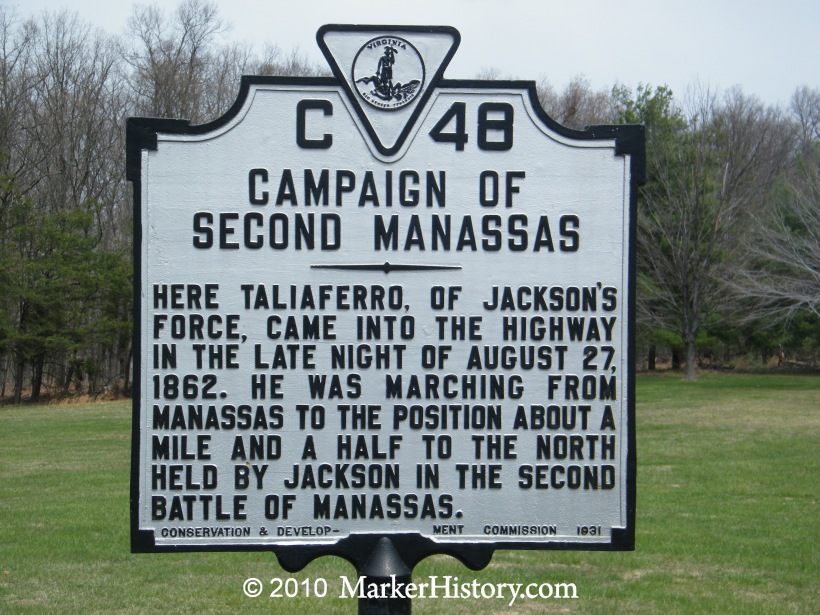 VIRGINIA
C 48
CAMPAIGN OF
SECOND MANASSAS
HERE TALIAFERRO, OF JACKSON'S
FORCE, CAME INTO THE HIGHWAY
IN THE LATE NIGHT OF AUGUST 27,
1862. HE WAS MARCHING FROM
MANASSAS TO THE POSITION ABOUT A
MILE AND A HALF TO THE NORTH
HELD BY JACKSON IN THE SECOND
BATTLE OF MANASSAS.
CONSERVATION & DEVELOP- MENT COMMISSION 1931
© 2010 MarkerHistory.com